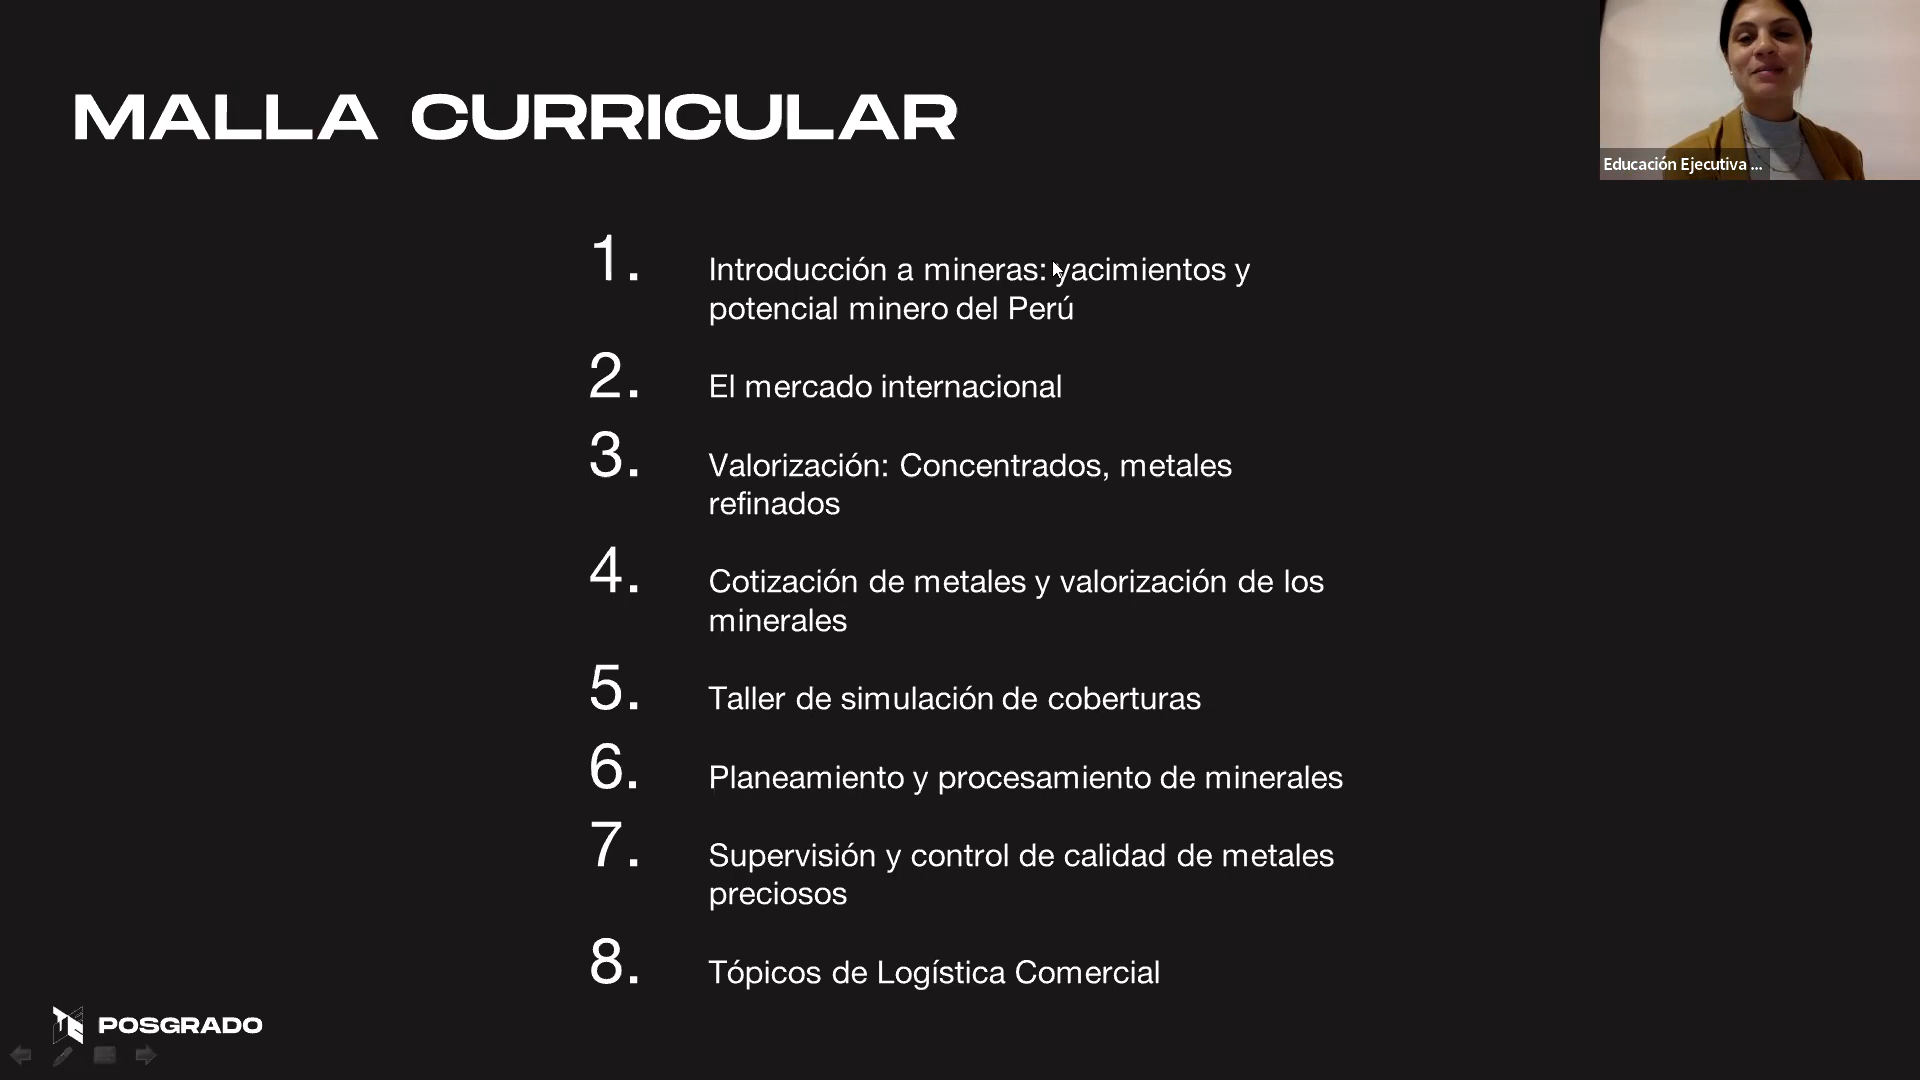 MALLA CURRICULAR
Educación Ejecutiva ...
1. Introducción a mineras: yacimientos y
potencial minero del Perú
2. El mercado internacional
3. Valorización: Concentrados, metales
refinados
4. Cotización de metales y valorización de los
minerales
5. Taller de simulación de coberturas
6. Planeamiento y procesamiento de minerales
7. Supervisión y control de calidad de metales
preciosos
8. Tópicos de Logística Comercial
POSGRADO